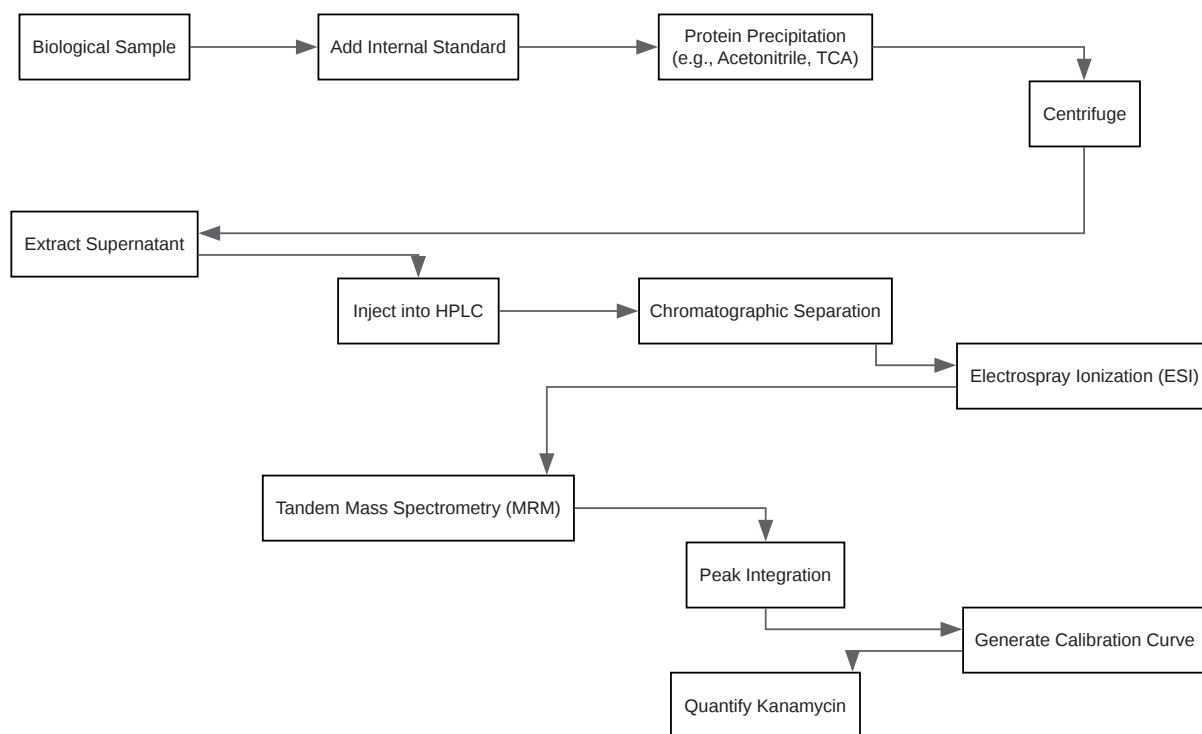 Biological Sample
Add Internal Standard
Protein Precipitation
(e.g., Acetonitrile, TCA)
Centrifuge
Extract Supernatant
Inject into HPLC
Chromatographic Separation
Electrospray Ionization (ESI)
Tandem Mass Spectrometry (MRM)
Peak Integration
Generate Calibration Curve
Quantify Kanamycin